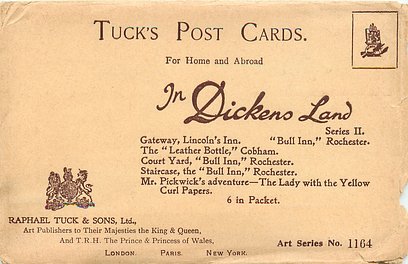 TUCK'S POST CARDS.
For Home and Abroad
In Dickens Land
Series II.
Gateway, Lincoln's Inn. "Bull Inn," Rochester.
The "Leather Bottle," Cobham.
Court Yard, "Bull Inn," Rochester.
Staircase, the "Bull Inn," Rochester.
Mr. Pickwick's adventure—The Lady with the Yellow
Curl Papers.
6 in Packet.
RAPHAEL TUCK & SONS, Ltd.,
Art Publishers to Their Majesties the King & Queen,
And T.R.H. The Prince & Princess of Wales,
LONDON. PARIS. NEW YORK.
Art Series No. 1164